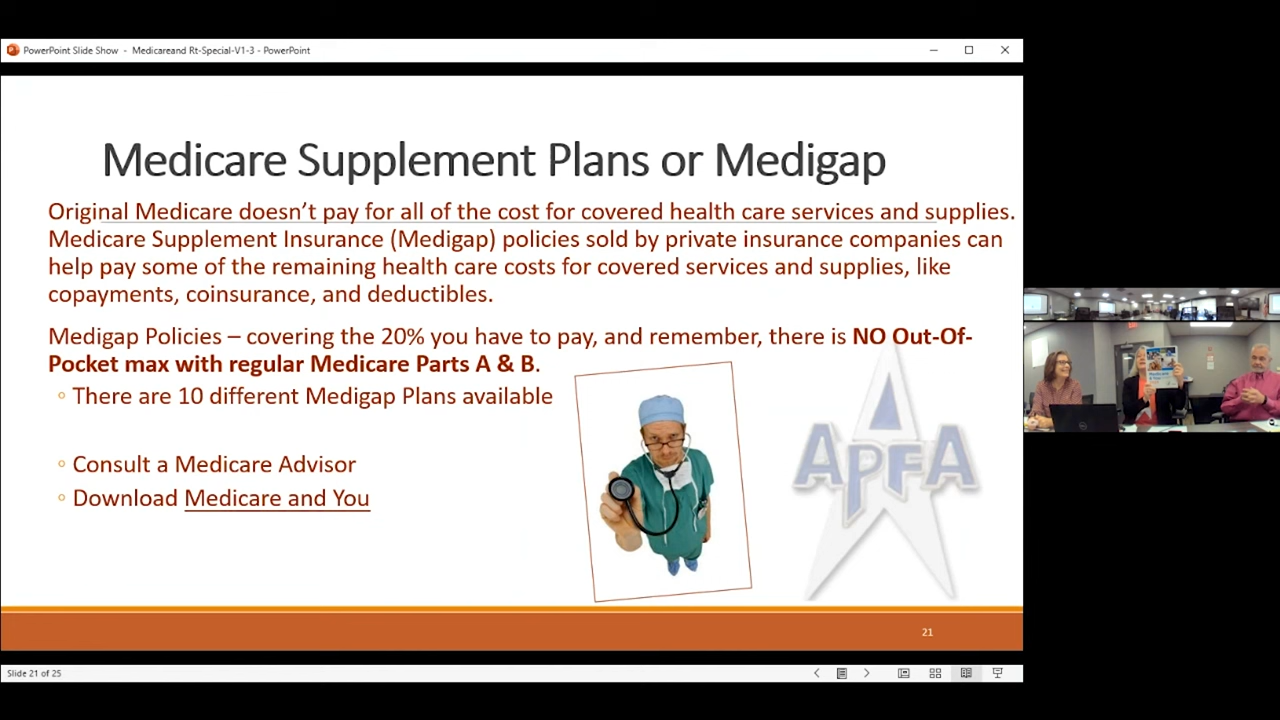 PowerPoint Slide Show - Medicareand Rt-Special-V1-3 - PowerPoint
Medicare Supplement Plans or Medigap
Original Medicare doesn’t pay for all of the cost for covered health care services and supplies.
Medicare Supplement Insurance (Medigap) policies sold by private insurance companies can
help pay some of the remaining health care costs for covered services and supplies, like
copayments, coinsurance, and deductibles.
Medigap Policies – covering the 20% you have to pay, and remember, there is NO Out-Of-
Pocket max with regular Medicare Parts A & B.
◦ There are 10 different Medigap Plans available
◦ Consult a Medicare Advisor
◦ Download Medicare and You
APFA
21
Slide 21 of 25